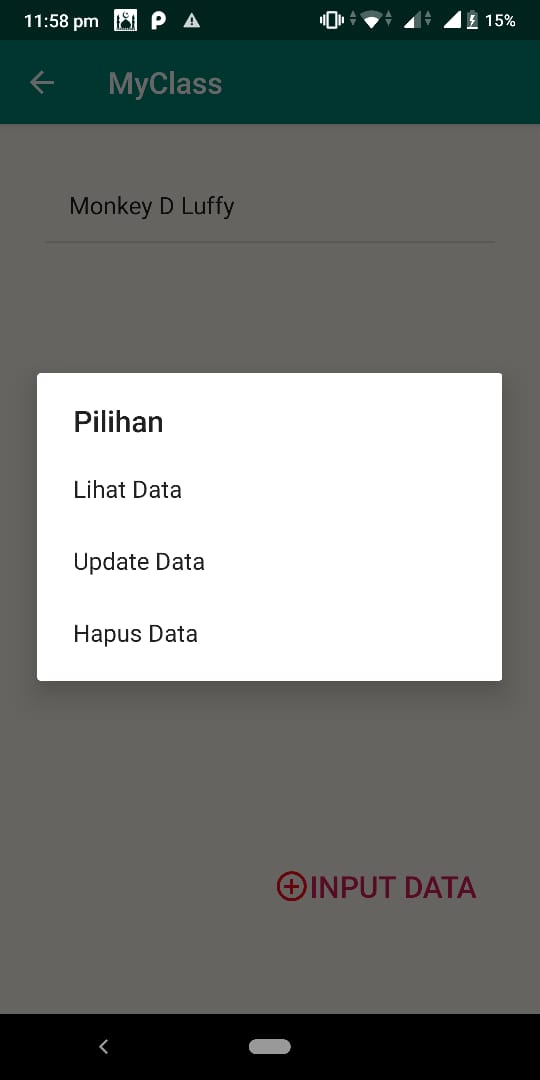 11:58 pm
15%
MyClass
Monkey D Luffy
Pilihan
Lihat Data
Update Data
Hapus Data
INPUT DATA